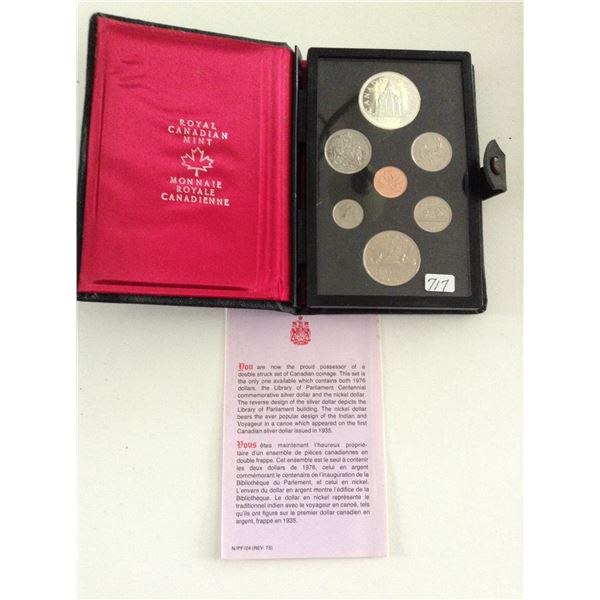 ROYAL
CANADIAN
MINT
MONNAIE
ROYALE
CANADIENNE
CANADA
717
You are now the proud possessor of a
double struck set of Canadian coinage. This set is
the only one available which contains both 1976
dollars, the Library of Parliament Centennial
commemorative silver dollar and the nickel dollar.
The reverse design of the silver dollar depicts the
Library of Parliament building. The nickel dollar
bears the ever popular design of the Indian and
Voyageur in a canoe which appeared on the first
Canadian silver dollar issued in 1935.
Vous êtes maintenant l'heureux proprié-
taire d'un ensemble de pièces canadiennes en
double frappe. Cet ensemble est le seul à contenir
les deux dollars de 1976, celui en argent
commémorant le centenaire de l'inauguration de la
Bibliothèque du Parlement, et celui en nickel.
L'envers du dollar en argent montre l'édifice de la
Bibliothèque. Le dollar en nickel représente le
traditionnel indien avec le voyageur en canoé, tels
qu'ils ont figuré sur le premier dollar canadien en
argent, frappé en 1935.
N/PF/24 (REV. 75)